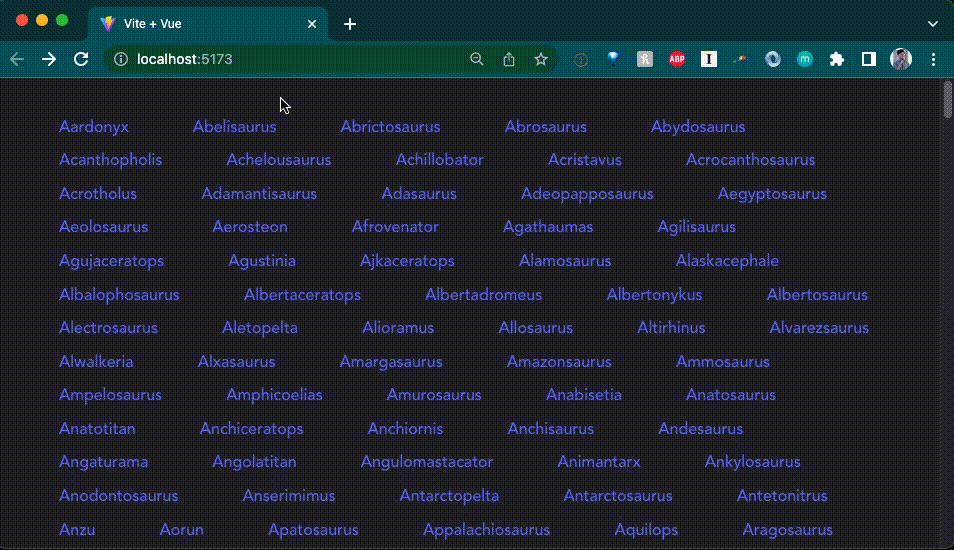 Vite + Vue
localhost:5173
ABP
I
m
Aardonyx Abelisaurus Abrictosaurus Abrosaurus Abydosaurus
Acanthopholis Achelousaurus Achillobator Acristavus Acrocanthosaurus
Acrotholus Adamantisaurus Adasaurus Adeopapposaurus Aegyptosaurus
Aeolosaurus Aerosteon Afrovenator Agathaumas Agilisaurus
Agujaceratops Agustinia Ajkaceratops Alamosaurus Alaskacephale
Albalophosaurus Albertaceratops Albertadromeus Albertonykus Albertosaurus
Alectrosaurus Aletopelta Alioramus Allosaurus Altirhinus Alvarezsaurus
Alwalkeria Alxasaurus Amargasaurus Amazonsaurus Ammosaurus
Ampelosaurus Amphicoelias Amurosaurus Anabisetia Anatosaurus
Anatotitan Anchiceratops Anchiornis Anchisaurus Andesaurus
Angaturama Angolatitan Angulomastacator Animantarx Ankylosaurus
Anodontosaurus Anserimimus Antarctopelta Antarctosaurus Antetonitrus
Anzu Aorun Apatosaurus Appalachiosaurus Aquilops Aragosaurus